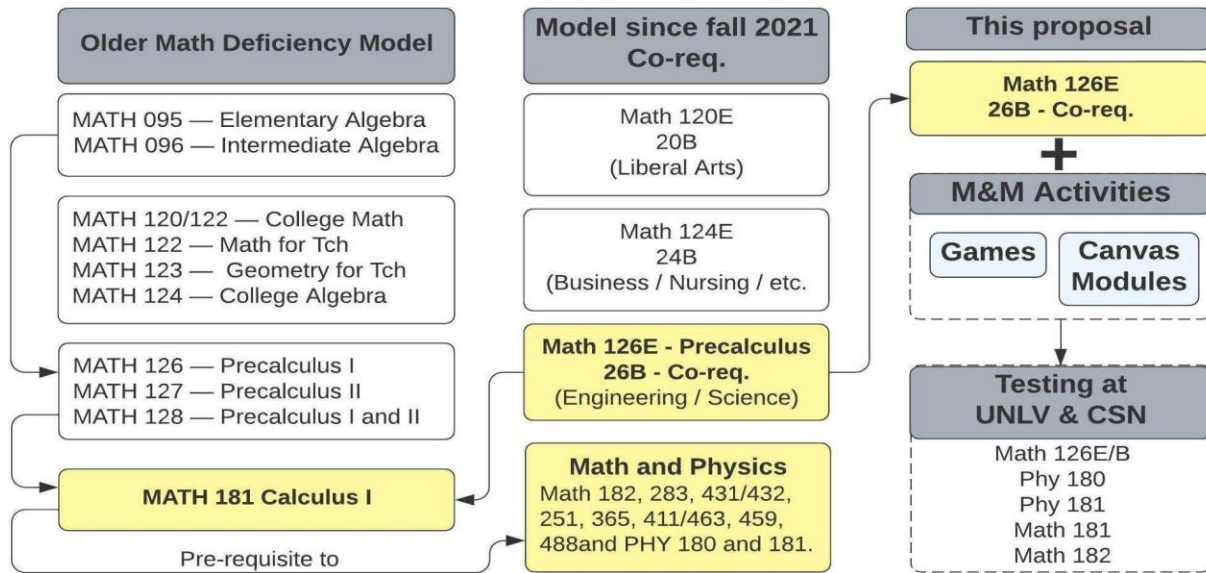 Older Math Deficiency Model
MATH 095 — Elementary Algebra
MATH 096 — Intermediate Algebra
MATH 120/122 — College Math
MATH 122 — Math for Tch
MATH 123 — Geometry for Tch
MATH 124 — College Algebra
MATH 126 — Precalculus I
MATH 127 — Precalculus II
MATH 128 — Precalculus I and II
MATH 181 Calculus I
Pre-requisite to
Model since fall 2021
Co-req.
Math 120E
20B
(Liberal Arts)
Math 124E
24B
(Business / Nursing / etc.
Math 126E - Precalculus
26B - Co-req.
(Engineering / Science)
Math and Physics
Math 182, 283, 431/432,
251, 365, 411/463, 459,
488and PHY 180 and 181.
This proposal
Math 126E
26B - Co-req.
+
M&M Activities
Games
Canvas
Modules
Testing at
UNLV & CSN
Math 126E/B
Phy 180
Phy 181
Math 181
Math 182